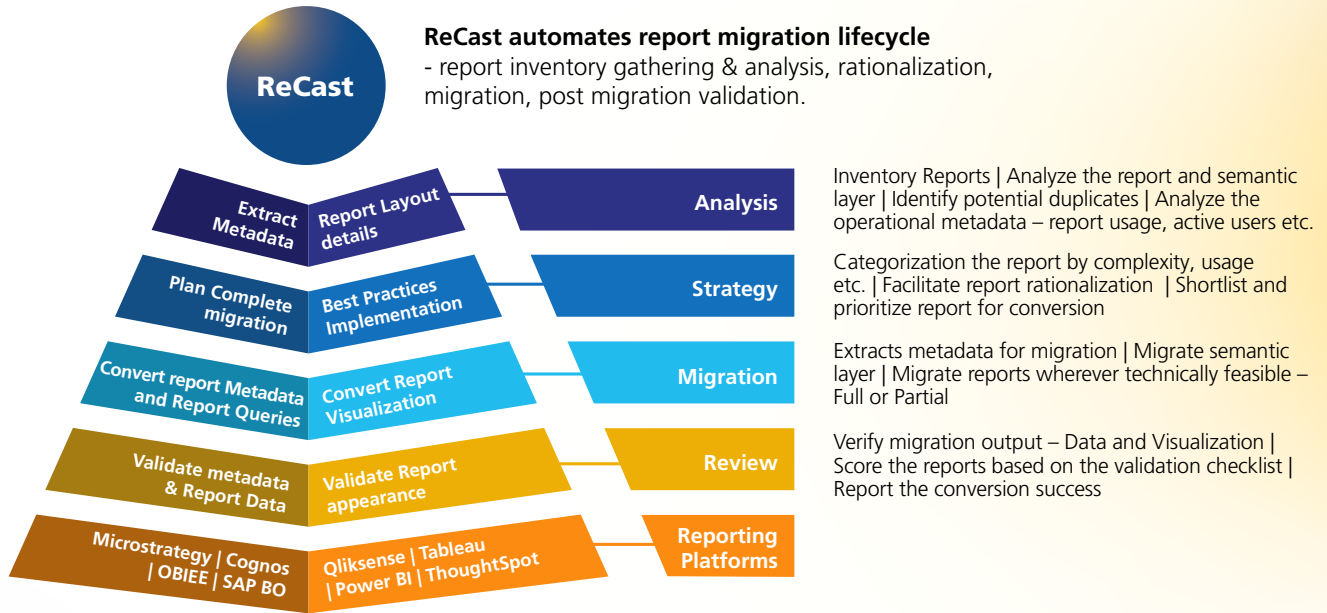 ReCast
ReCast automates report migration lifecycle
- report inventory gathering & analysis, rationalization,
migration, post migration validation.
Extract
Metadata
Report Layout
details
Analysis
Inventory Reports | Analyze the report and semantic
layer | Identify potential duplicates | Analyze the
operational metadata – report usage, active users etc.
Plan Complete
migration
Best Practices
Implementation
Strategy
Categorization the report by complexity, usage
etc. | Facilitate report rationalization | Shortlist and
prioritize report for conversion
Convert report Metadata
and Report Queries
Convert Report
Visualization
Migration
Extracts metadata for migration | Migrate semantic
layer | Migrate reports wherever technically feasible –
Full or Partial
Validate metadata
& Report Data
Validate Report
appearance
Review
Verify migration output – Data and Visualization |
Score the reports based on the validation checklist |
Report the conversion success
Microstrategy | Cognos
| OBIEE | SAP BO
Qliksense | Tableau
| Power BI | ThoughtSpot
Reporting
Platforms